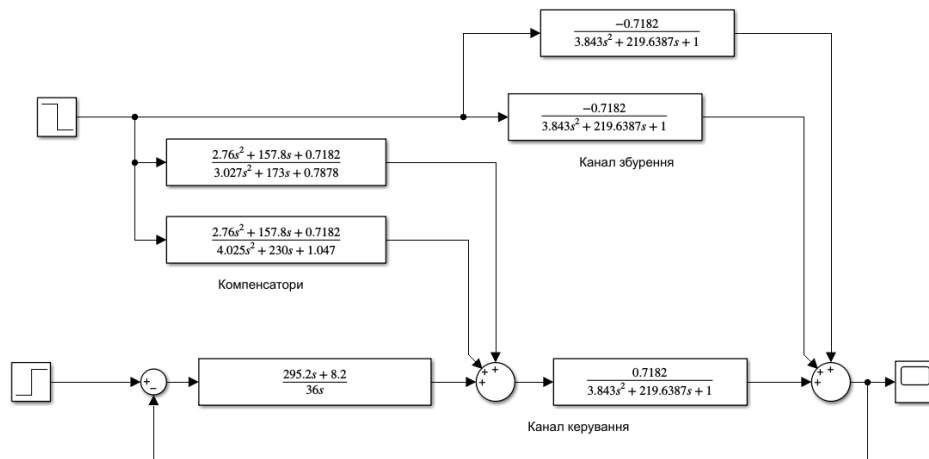 −0.7182
3.843s² + 219.6387s + 1
−0.7182
3.843s² + 219.6387s + 1
Канал збурення
2.76s² + 157.8s + 0.7182
3.027s² + 173s + 0.7878
2.76s² + 157.8s + 0.7182
4.025s² + 230s + 1.047
Компенсатори
295.2s + 8.2
36s
0.7182
3.843s² + 219.6387s + 1
Канал керування